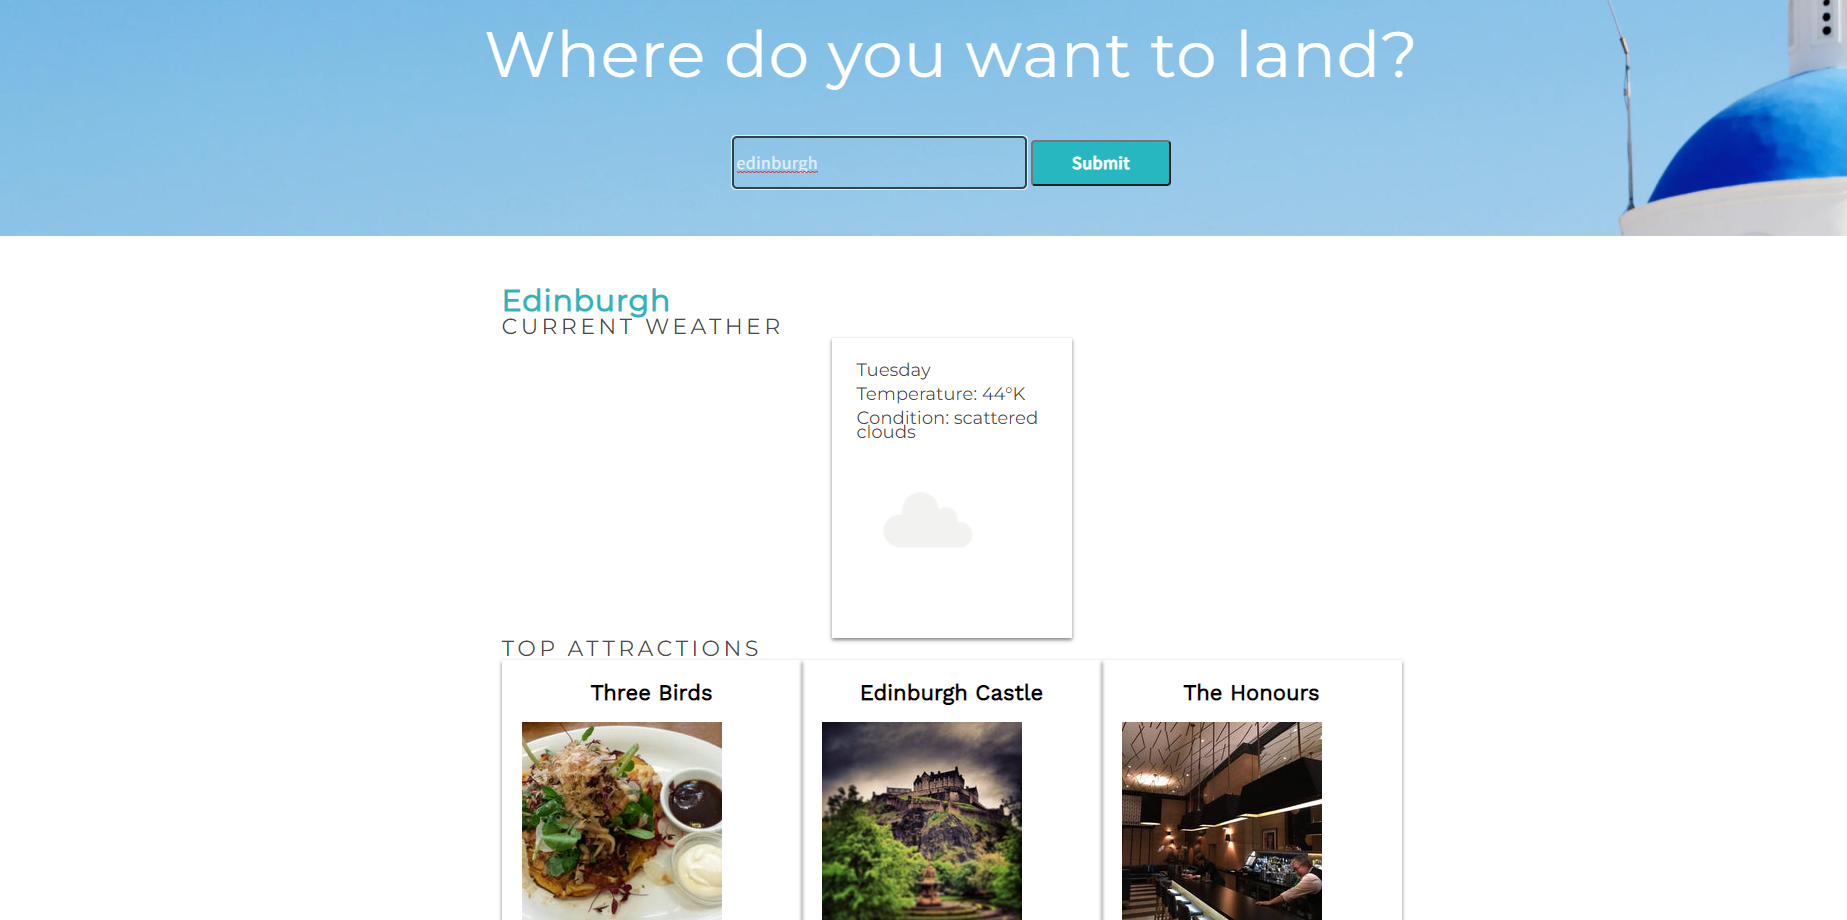 Where do you want to land?
edinburgh
Submit
Edinburgh
CURRENT WEATHER
Tuesday
Temperature: 44°K
Condition: scattered
clouds
TOP ATTRACTIONS
Three Birds
Edinburgh Castle
The Honours